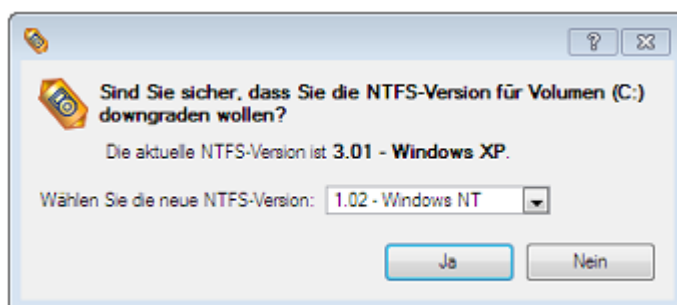 Sind Sie sicher, dass Sie die NTFS-Version für Volumen (C:)
downgraden wollen?
Die aktuelle NTFS-Version ist 3.01 - Windows XP.
Wählen Sie die neue NTFS-Version: 1.02 - Windows NT
Ja Nein